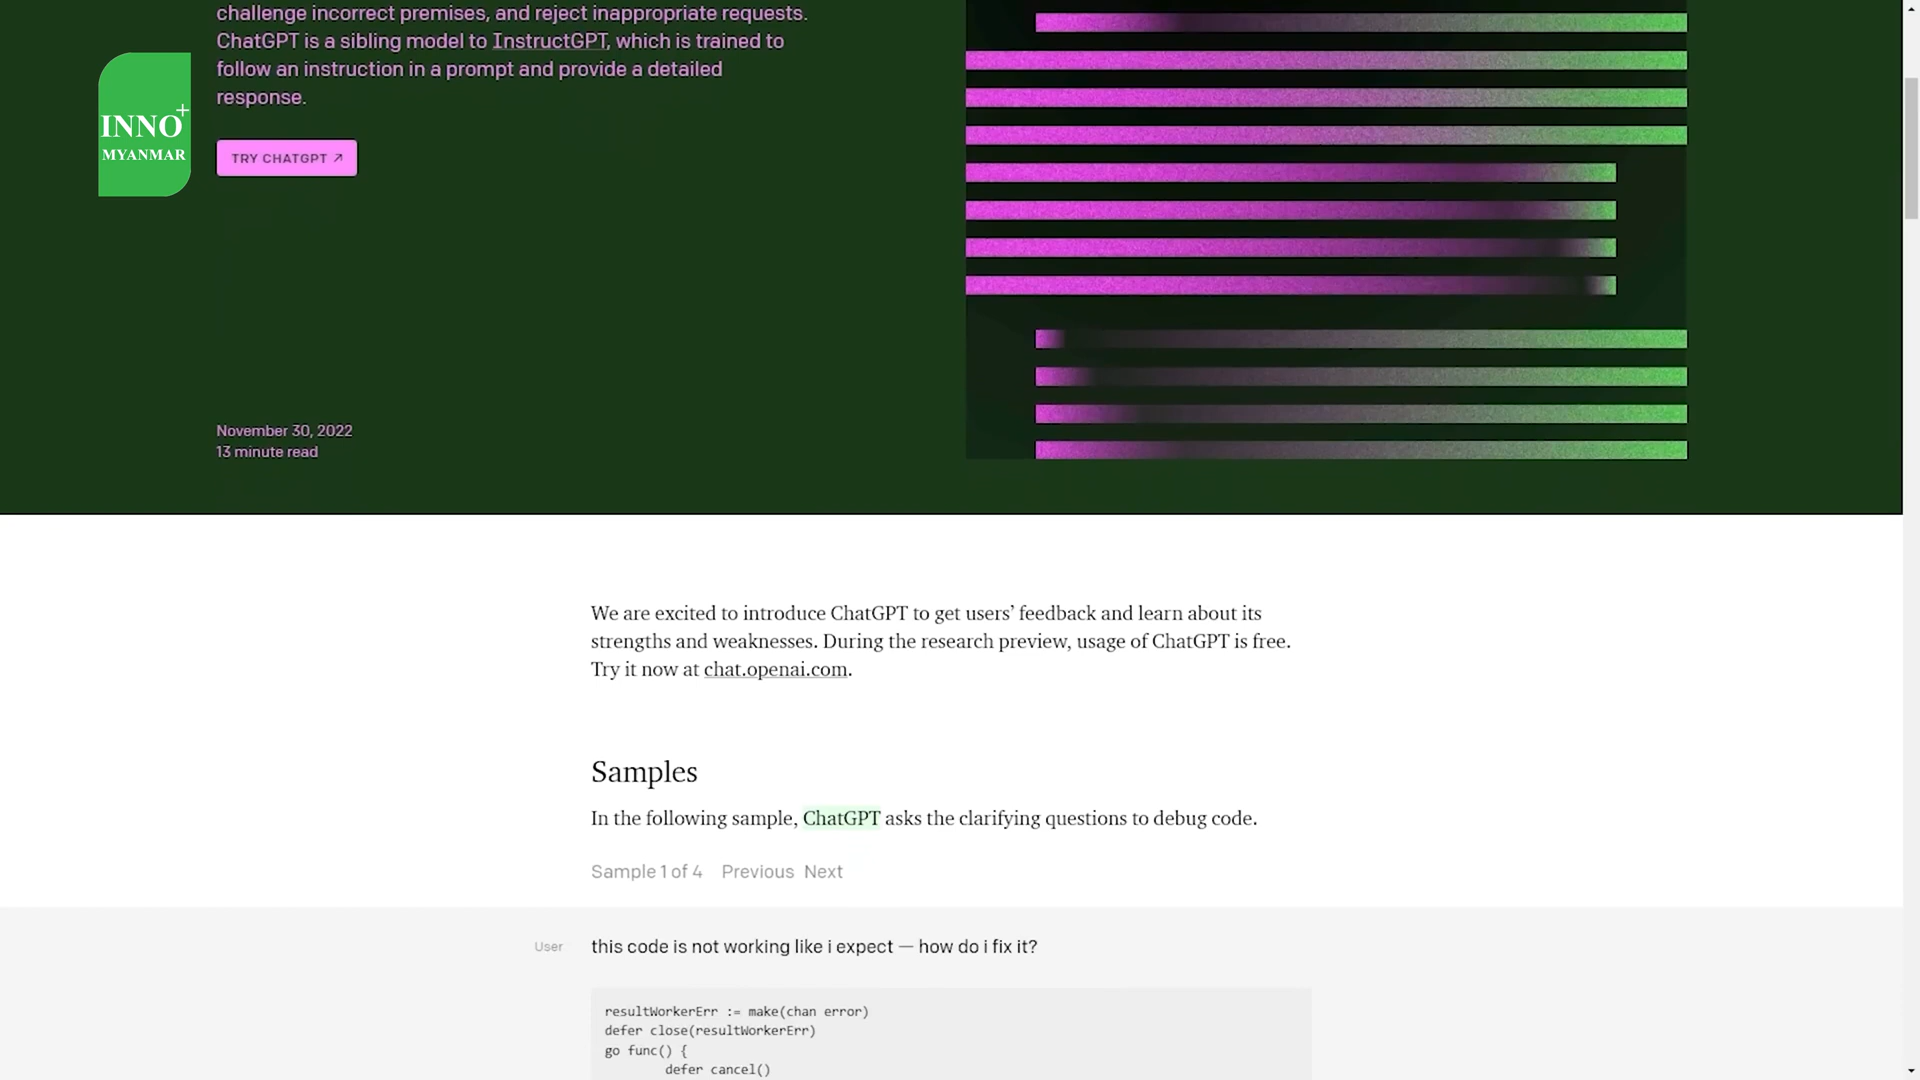 challenge incorrect premises, and reject inappropriate requests.
ChatGPT is a sibling model to InstructGPT, which is trained to
follow an instruction in a prompt and provide a detailed
response.
INNO+
MYANMAR
TRY CHATGPT ↗
November 30, 2022
13 minute read
We are excited to introduce ChatGPT to get users’ feedback and learn about its
strengths and weaknesses. During the research preview, usage of ChatGPT is free.
Try it now at chat.openai.com.
Samples
In the following sample, ChatGPT asks the clarifying questions to debug code.
Sample 1 of 4 Previous Next
User this code is not working like i expect — how do i fix it?
resultWorkerErr := make(chan error)
defer close(resultWorkerErr)
go func() {
defer cancel()